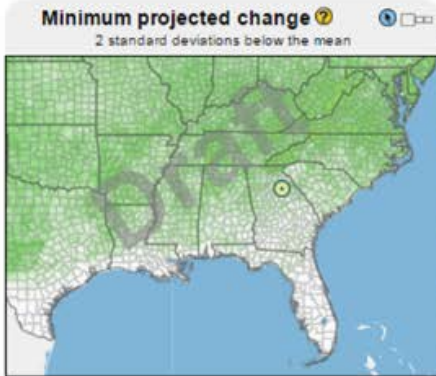 Minimum projected change ?
2 standard deviations below the mean
Draft